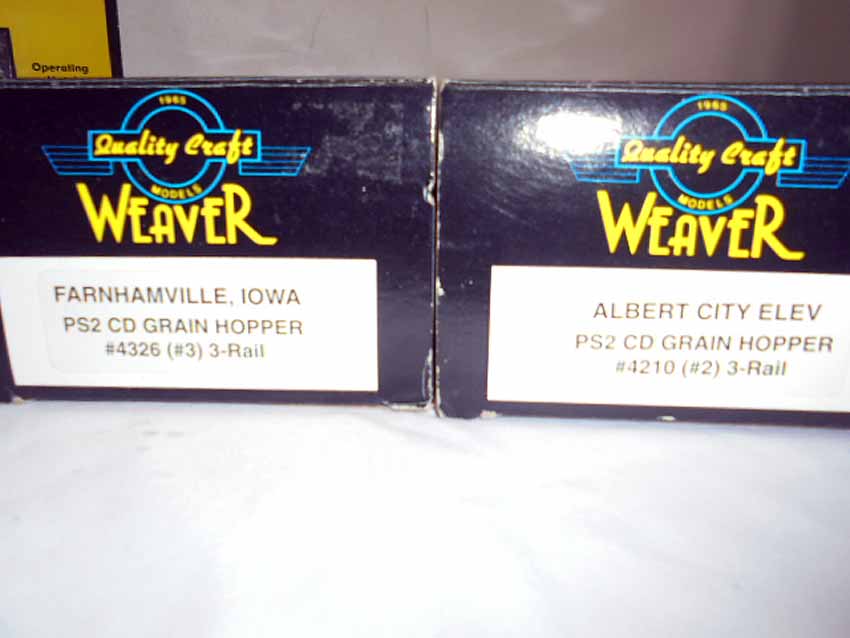 Operating
1965
Quality Craft
MODELS
WEAVER
FARNHAMVILLE, IOWA
PS2 CD GRAIN HOPPER
#4326 (#3) 3-Rail
1965
Quality Craft
MODELS
WEAVER
ALBERT CITY ELEV
PS2 CD GRAIN HOPPER
#4210 (#2) 3-Rail